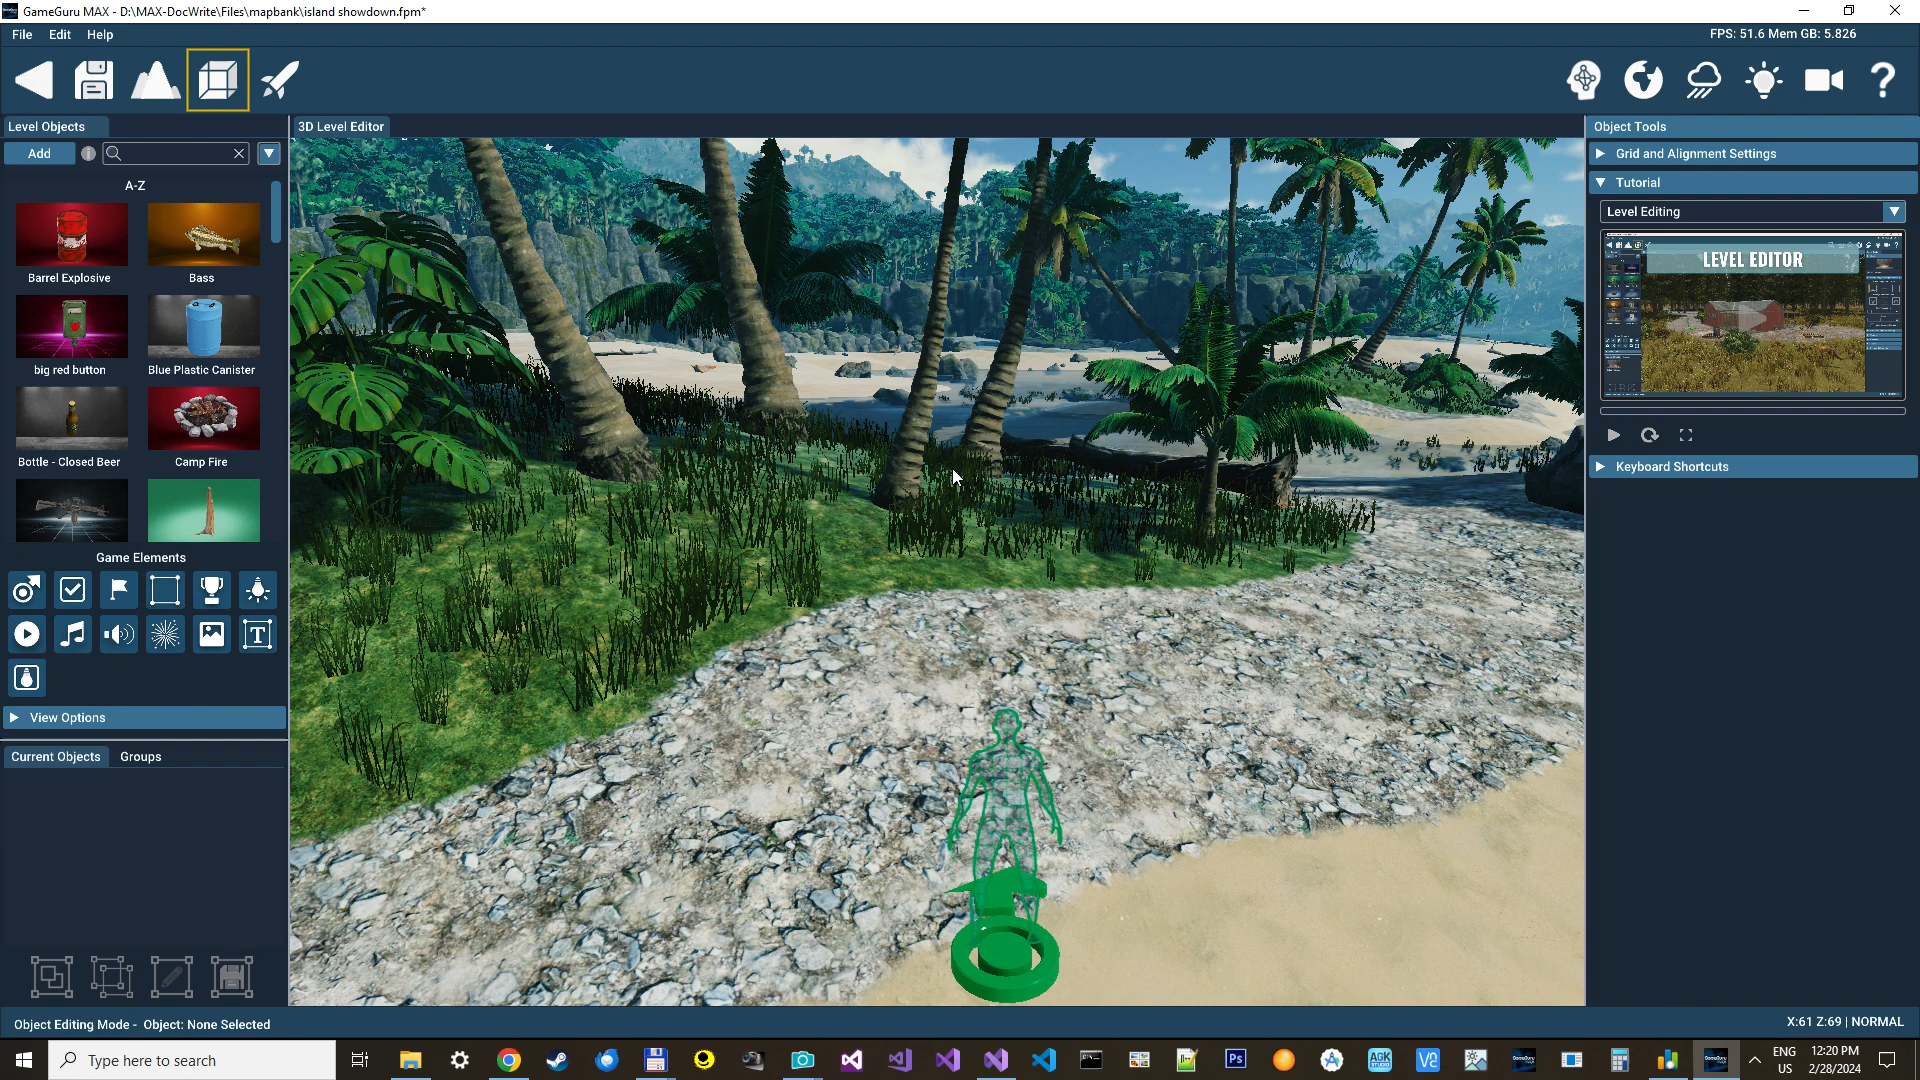 GameGuru MAX - D:\MAX-DocWrite\Files\mapbank\island showdown.fpm*
File Edit Help
FPS: 51.6 Mem GB: 5.826
Level Objects
3D Level Editor
Object Tools
Add
Grid and Alignment Settings
A-Z
Tutorial
Level Editing
LEVEL EDITOR
Barrel Explosive
Bass
big red button
Blue Plastic Canister
Bottle - Closed Beer
Camp Fire
Keyboard Shortcuts
Game Elements
View Options
Current Objects
Groups
Object Editing Mode - Object: None Selected
X:61 Z:69 | NORMAL
Type here to search
Ps
AGK
ENG
US
12:20 PM
2/28/2024